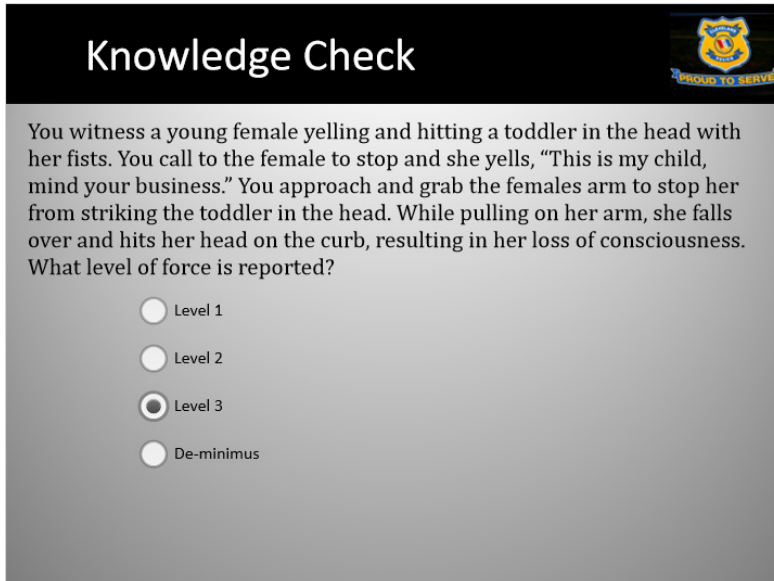 Knowledge Check
CLEVELAND
POLICE
PROUD TO SERVE
You witness a young female yelling and hitting a toddler in the head with
her fists. You call to the female to stop and she yells, “This is my child,
mind your business.” You approach and grab the females arm to stop her
from striking the toddler in the head. While pulling on her arm, she falls
over and hits her head on the curb, resulting in her loss of consciousness.
What level of force is reported?
Level 1
Level 2
Level 3
De-minimus